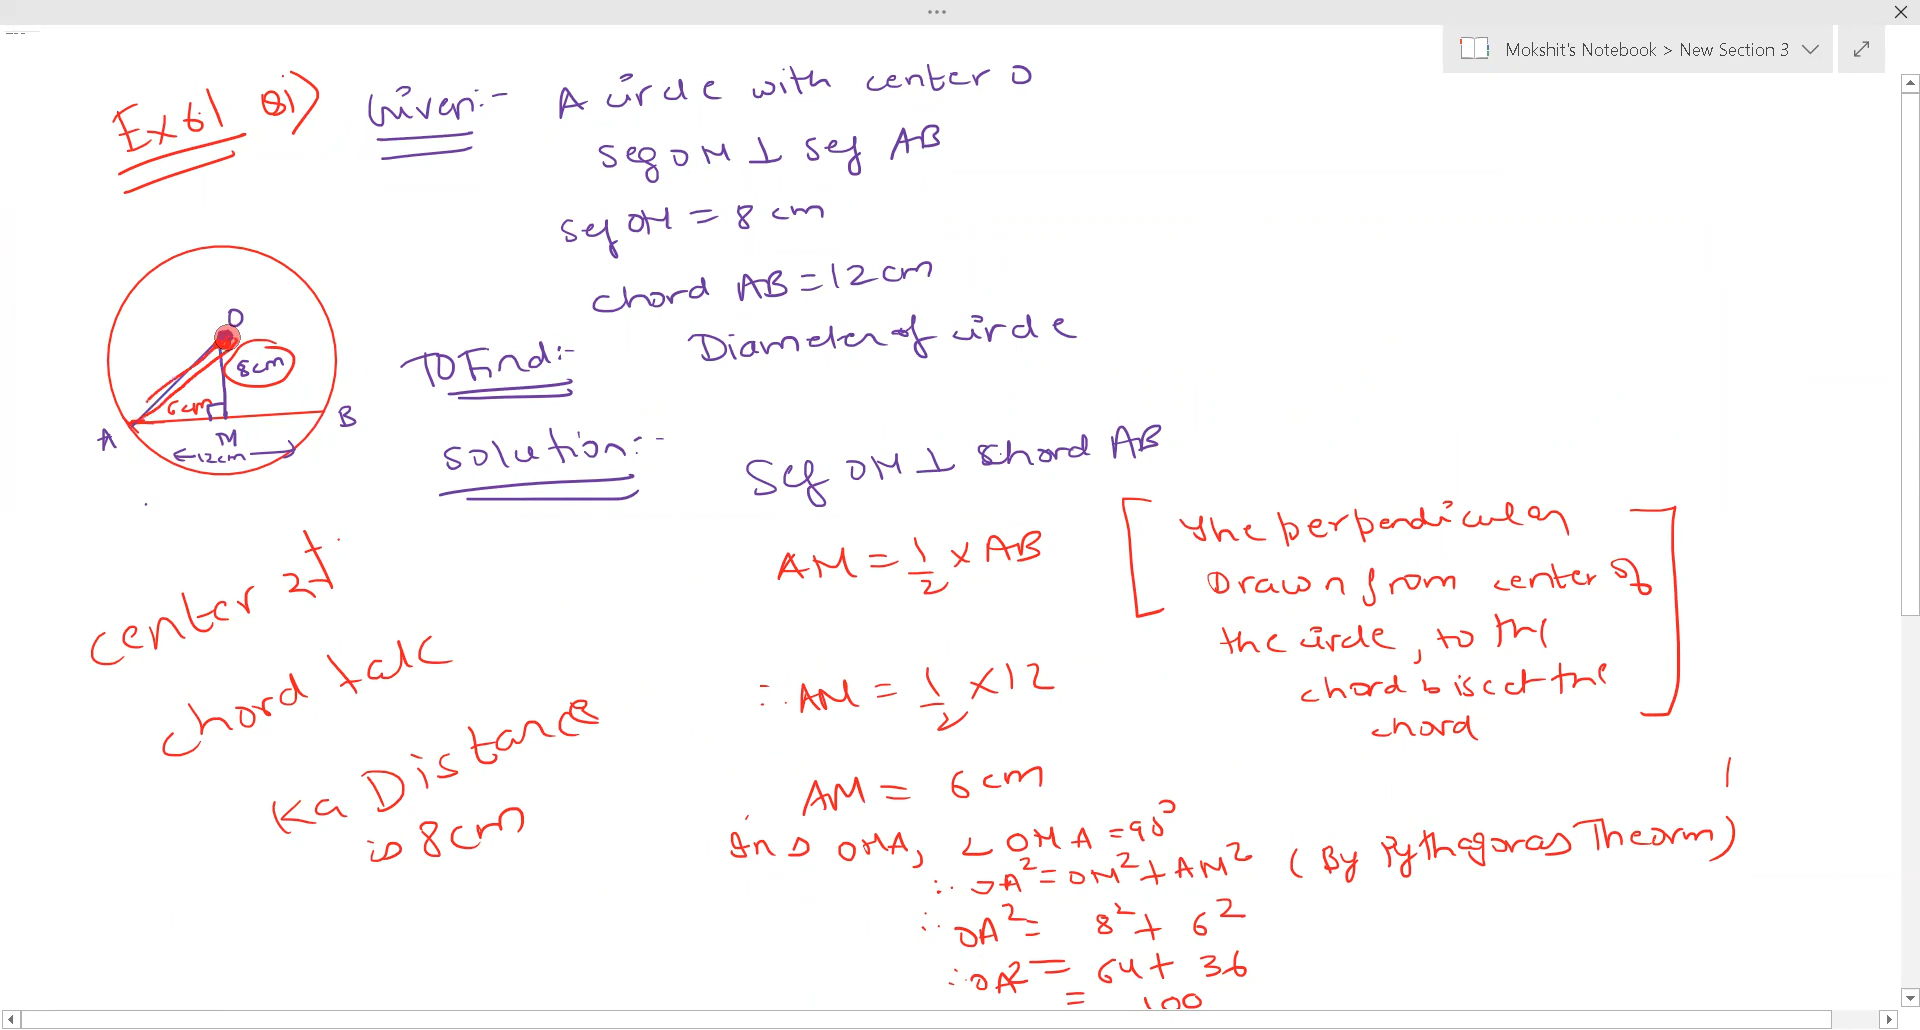 Mokshit's Notebook > New Section 3
Ex 6.1 Q1)
Given:- A circle with center O
seg OM ⊥ seg AB
seg OM = 8 cm
chord AB = 12 cm
To Find:- Diameter of circle
O
8cm
6cm
A
M
B
12cm
Solution:- Seg OM ⊥ chord AB
AM = 1/2 × AB
[The perpendicular
Drawn from center of
the circle, to the
chord bisect the
chord]
∴ AM = 1/2 × 12
AM = 6 cm
In Δ OMA, ∠OMA = 90°
∴ OA² = OM² + AM² (By Pythagoras Theorm)
∴ OA² = 8² + 6²
∴ OA² = 64 + 36
= 100
center
chord talk
Ka Distance
is 8cm